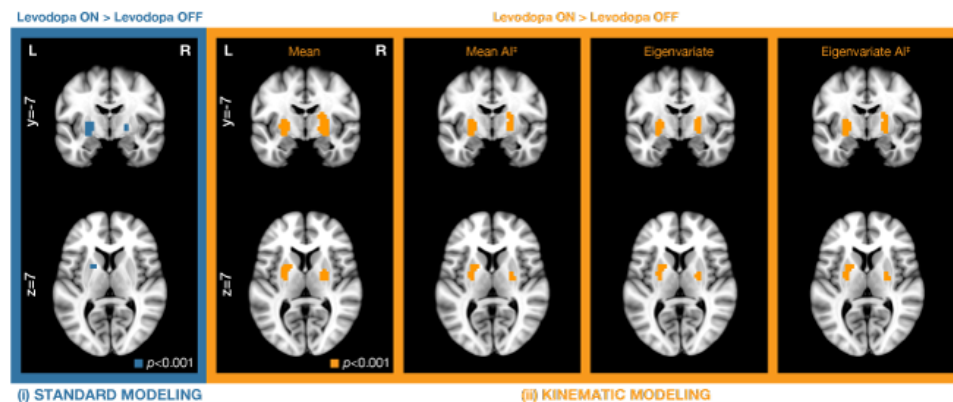 Levodopa ON > Levodopa OFF
Levodopa ON > Levodopa OFF
L R
L Mean R
Mean AI²
Eigenvariate
Eigenvariate AI²
y=-7
y=-7
z=7
z=7
p<0.001
p<0.001
(i) STANDARD MODELING
(ii) KINEMATIC MODELING